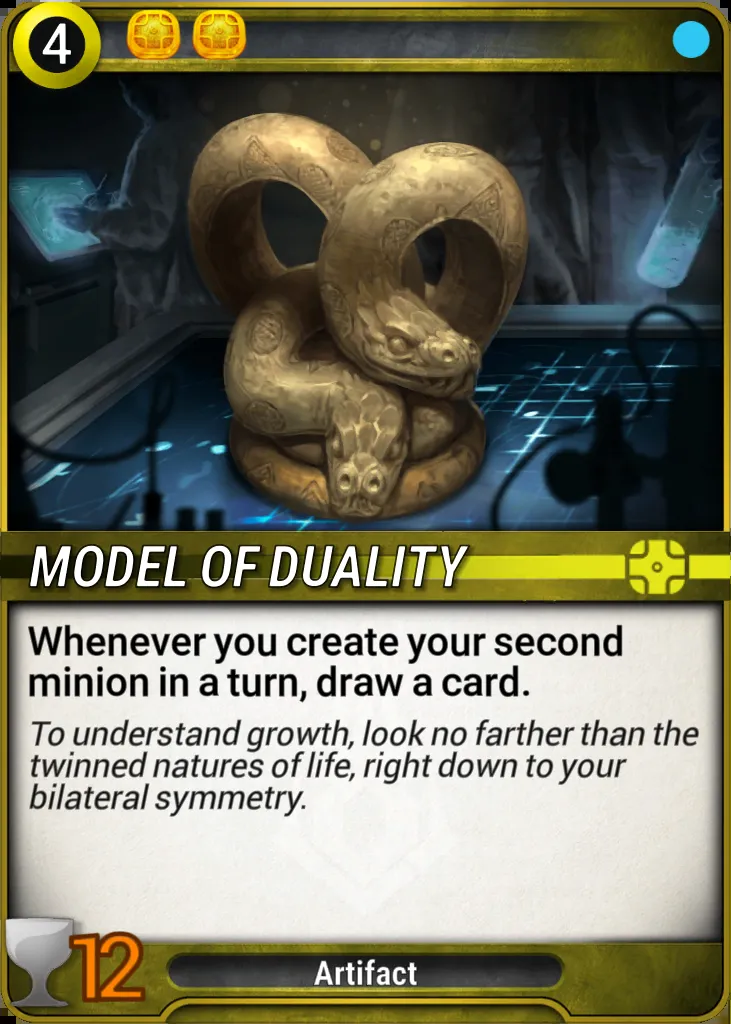 4
MODEL OF DUALITY
Whenever you create your second
minion in a turn, draw a card.
To understand growth, look no farther than the
twinned natures of life, right down to your
bilateral symmetry.
12
Artifact